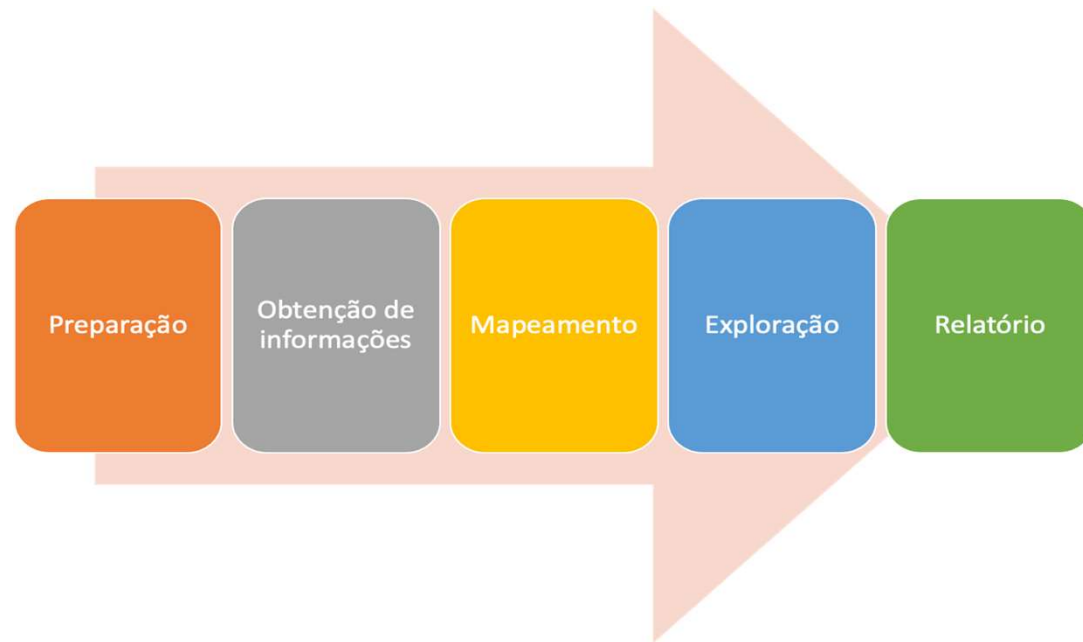 Preparação
Obtenção de
informações
Mapeamento
Exploração
Relatório